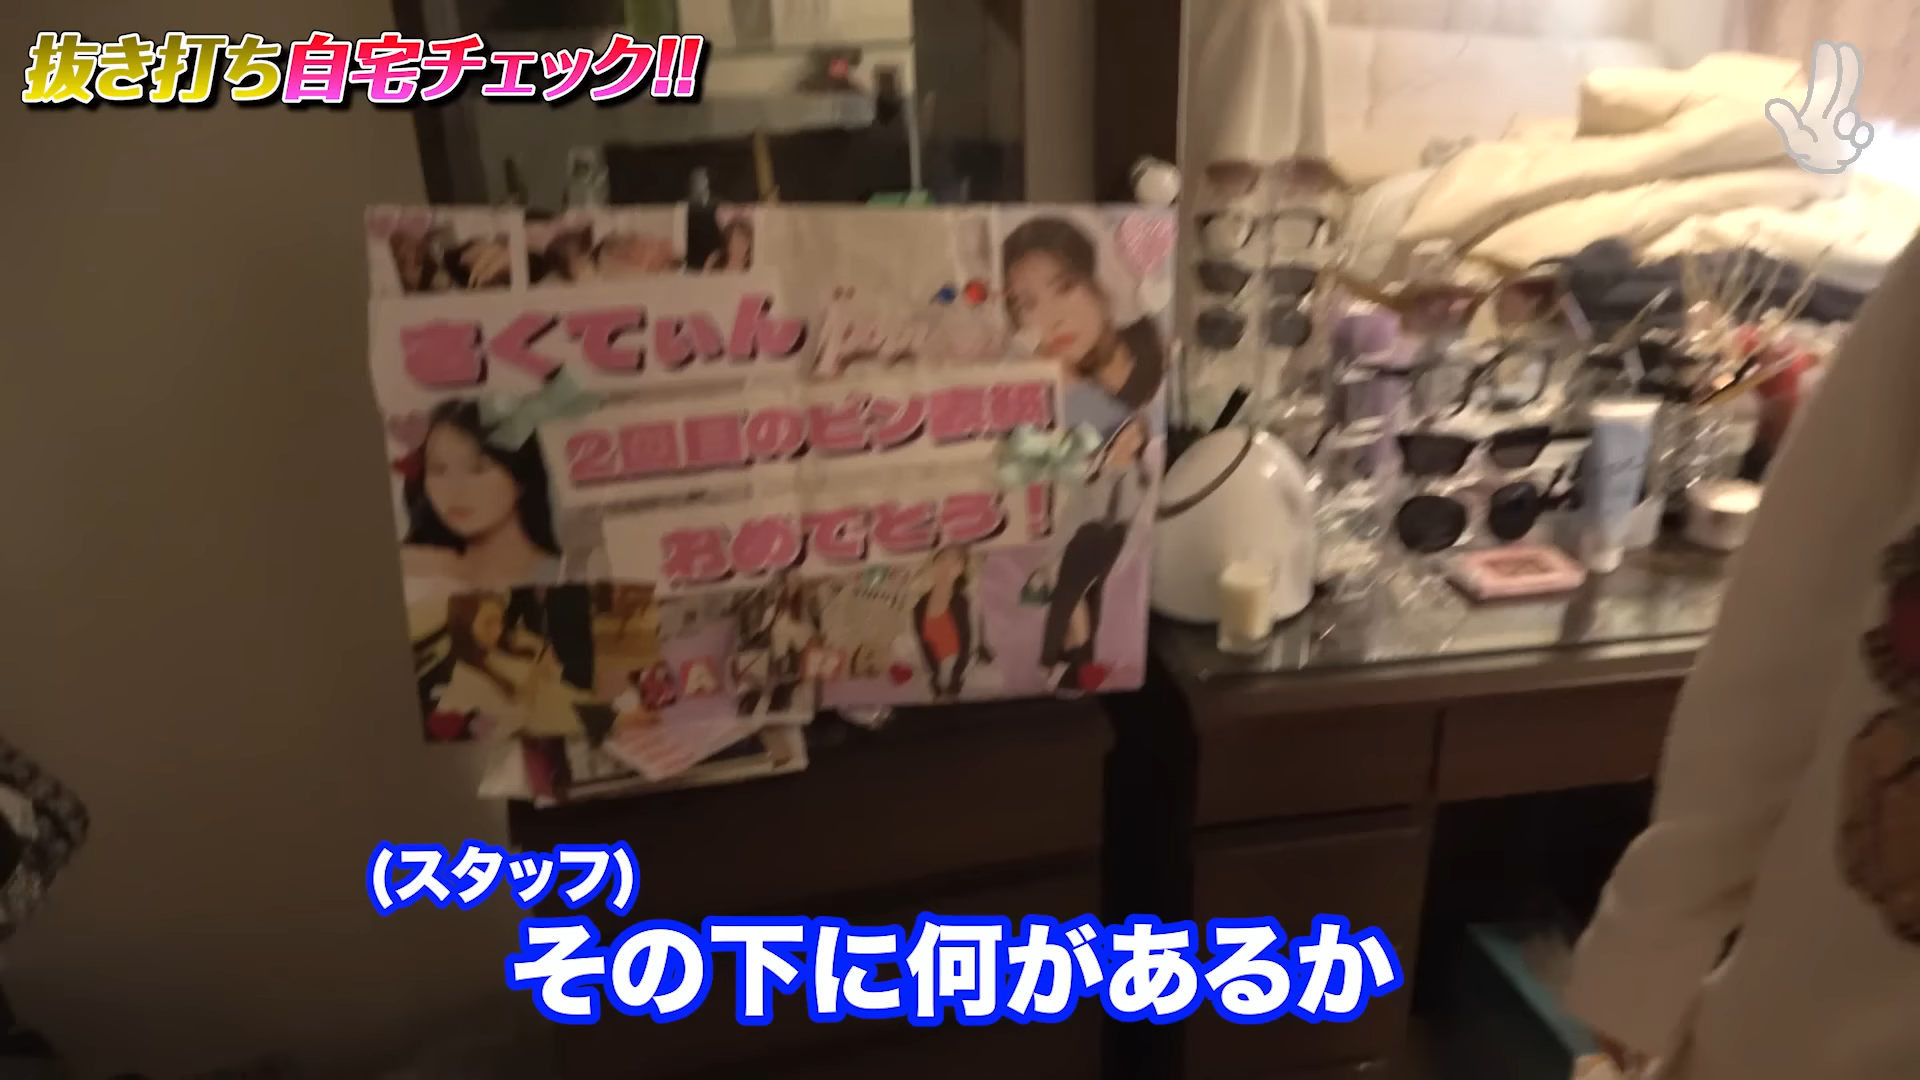 抜き打ち自宅チェック!!
さくてぃん
2回目のピン表紙
おめでとう！
SAKURA
(スタッフ)
その下に何があるか